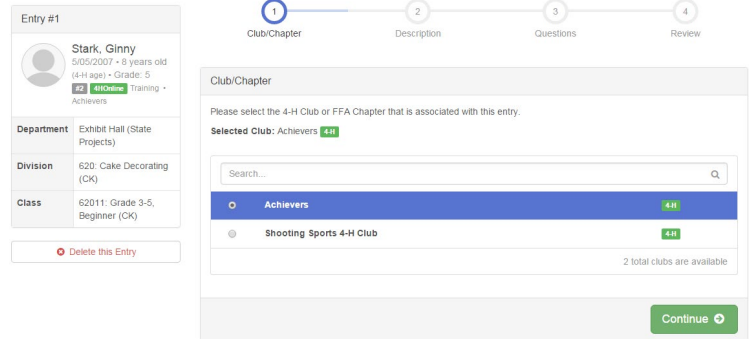 Entry #1
Stark, Ginny
5/05/2007 • 8 years old
(4-H age) • Grade: 5
#2 4HOnline Training •
Achievers
Department Exhibit Hall (State
Projects)
Division 620: Cake Decorating
(CK)
Class 62011: Grade 3-5,
Beginner (CK)
Delete this Entry
1 2 3 4
Club/Chapter Description Questions Review
Club/Chapter
Please select the 4-H Club or FFA Chapter that is associated with this entry.
Selected Club: Achievers 4-H
Search...
Achievers 4-H
Shooting Sports 4-H Club 4-H
2 total clubs are available
Continue